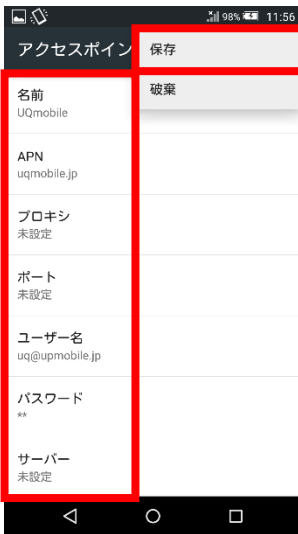 98% 11:56
アクセスポイン
保存
破棄
名前
UQmobile
APN
uqmobile.jp
プロキシ
未設定
ポート
未設定
ユーザー名
uq@upmobile.jp
パスワード
**
サーバー
未設定